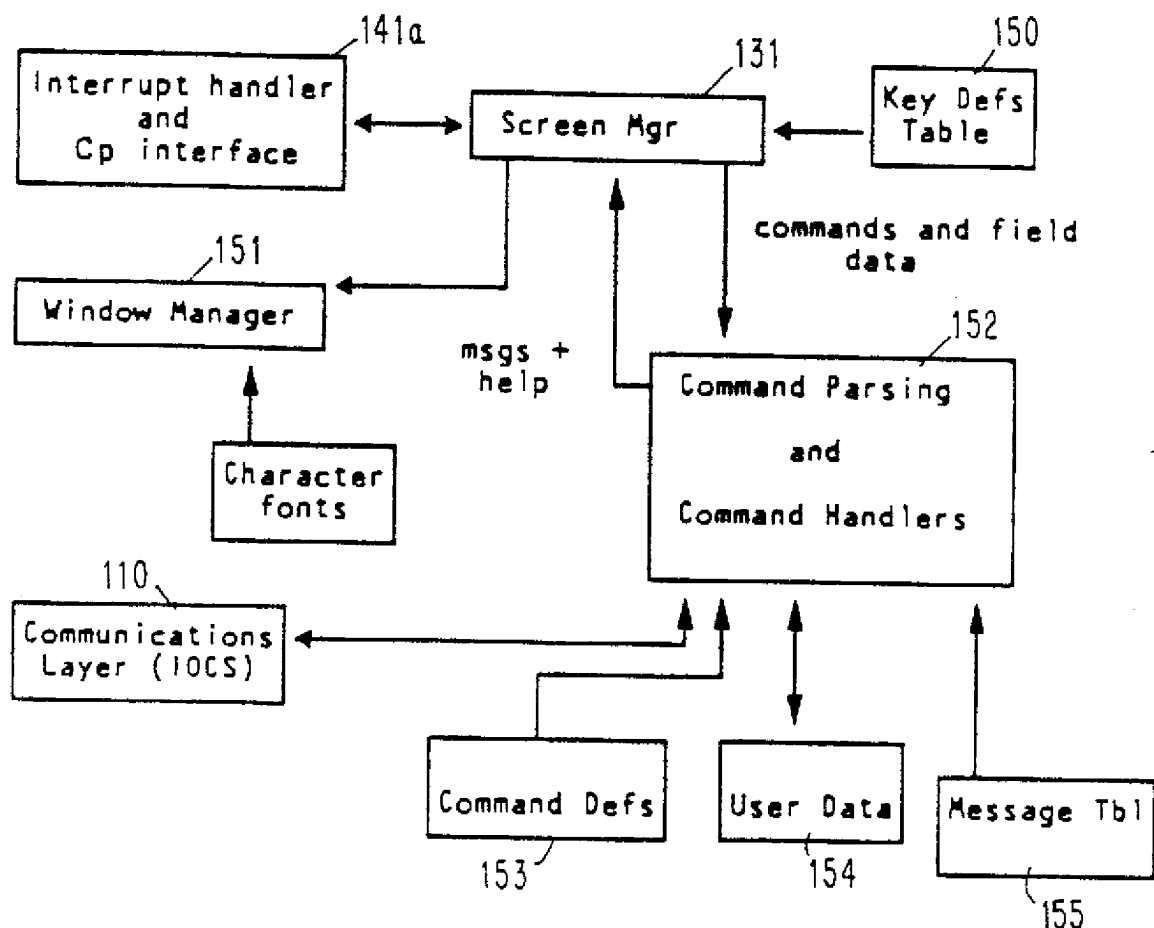 141a
Interrupt handler
and
Cp interface
131
Screen Mgr
150
Key Defs
Table
commands and field
data
151
Window Manager
msgs +
help
152
Command Parsing
and
Command Handlers
Character
fonts
110
Communications
Layer (IOCS)
Command Defs
153
User Data
154
Message Tbl
155